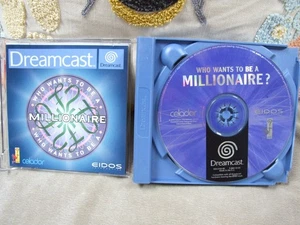 Dreamcast
Dreamcast
WHO WANTS TO BE A
MILLIONAIRE
WHO WANTS TO BE
celador
EIDOS
WHO WANTS TO BE A
MILLIONAIRE?
celador
EIDOS
Dreamcast